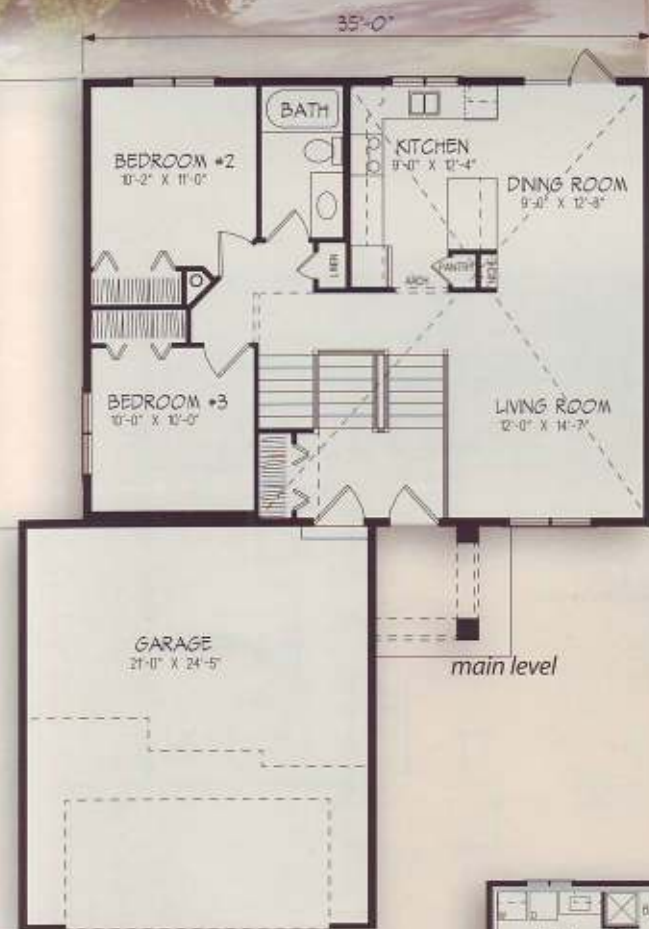 35'-0"
BATH
BEDROOM #2
10'-2" X 11'-0"
KITCHEN
9'-0" X 12'-4"
DINING ROOM
9'-0" X 12'-8"
LINEN
PANTRY
ARCH
BEDROOM #3
10'-0" X 10'-0"
LIVING ROOM
12'-0" X 14'-7"
GARAGE
21'-0" X 24'-5"
main level
W
D